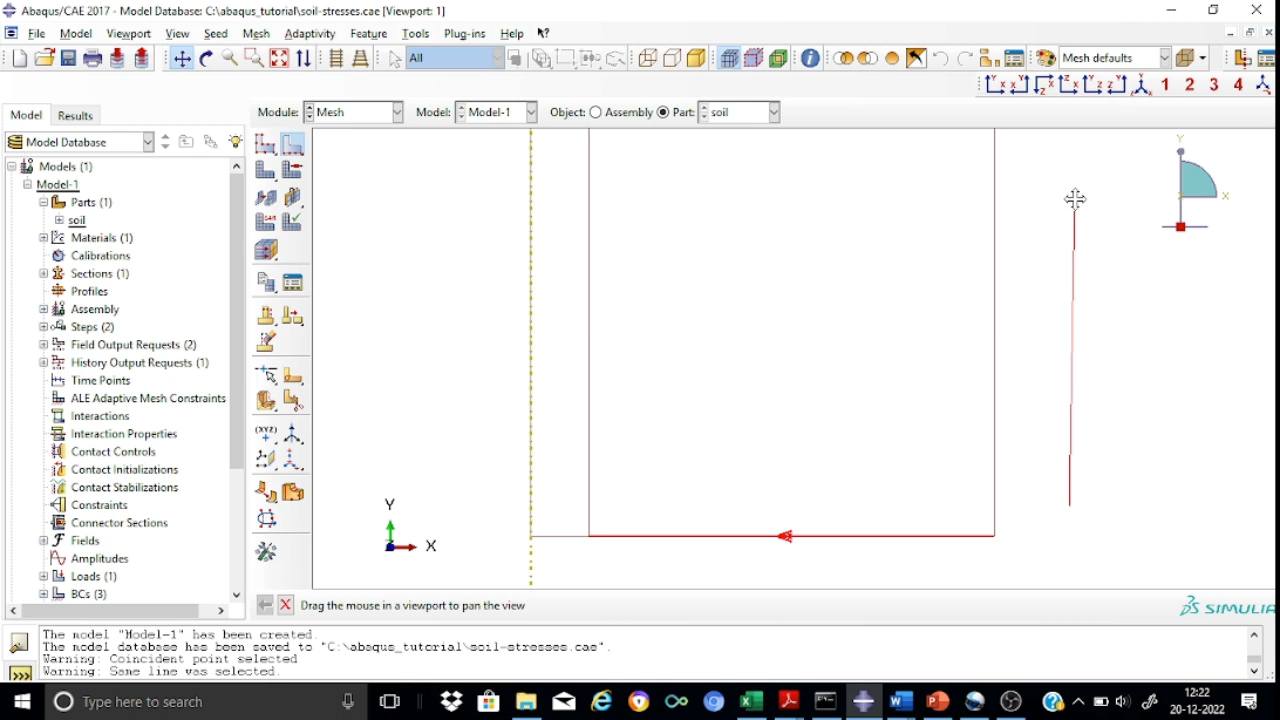 Abaqus/CAE 2017 - Model Database: C:\abaqus_tutorial\soil-stresses.cae [Viewport: 1]
File Model Viewport View Seed Mesh Adaptivity Feature Tools Plug-ins Help
All Mesh defaults
1 2 3 4
Model Results Module: Mesh Model: Model-1 Object: Assembly Part: soil
Model Database
Models (1)
Model-1
Parts (1)
soil
Materials (1)
Calibrations
Sections (1)
Profiles
Assembly
Steps (2)
Field Output Requests (2)
History Output Requests (1)
Time Points
ALE Adaptive Mesh Constraints
Interactions
Interaction Properties
Contact Controls
Contact Initializations
Contact Stabilizations
Constraints
Connector Sections
Fields
Amplitudes
Loads (1)
BCs (3)
(XYZ)
Y
X
Y
X
Drag the mouse in a viewport to pan the view
SIMULIA
The model "Model-1" has been created.
The model database has been saved to "C:\abaqus_tutorial\soil-stresses.cae".
Warning: Coincident point selected
Warning: Same line was selected.
Type here to search
12:22
20-12-2022